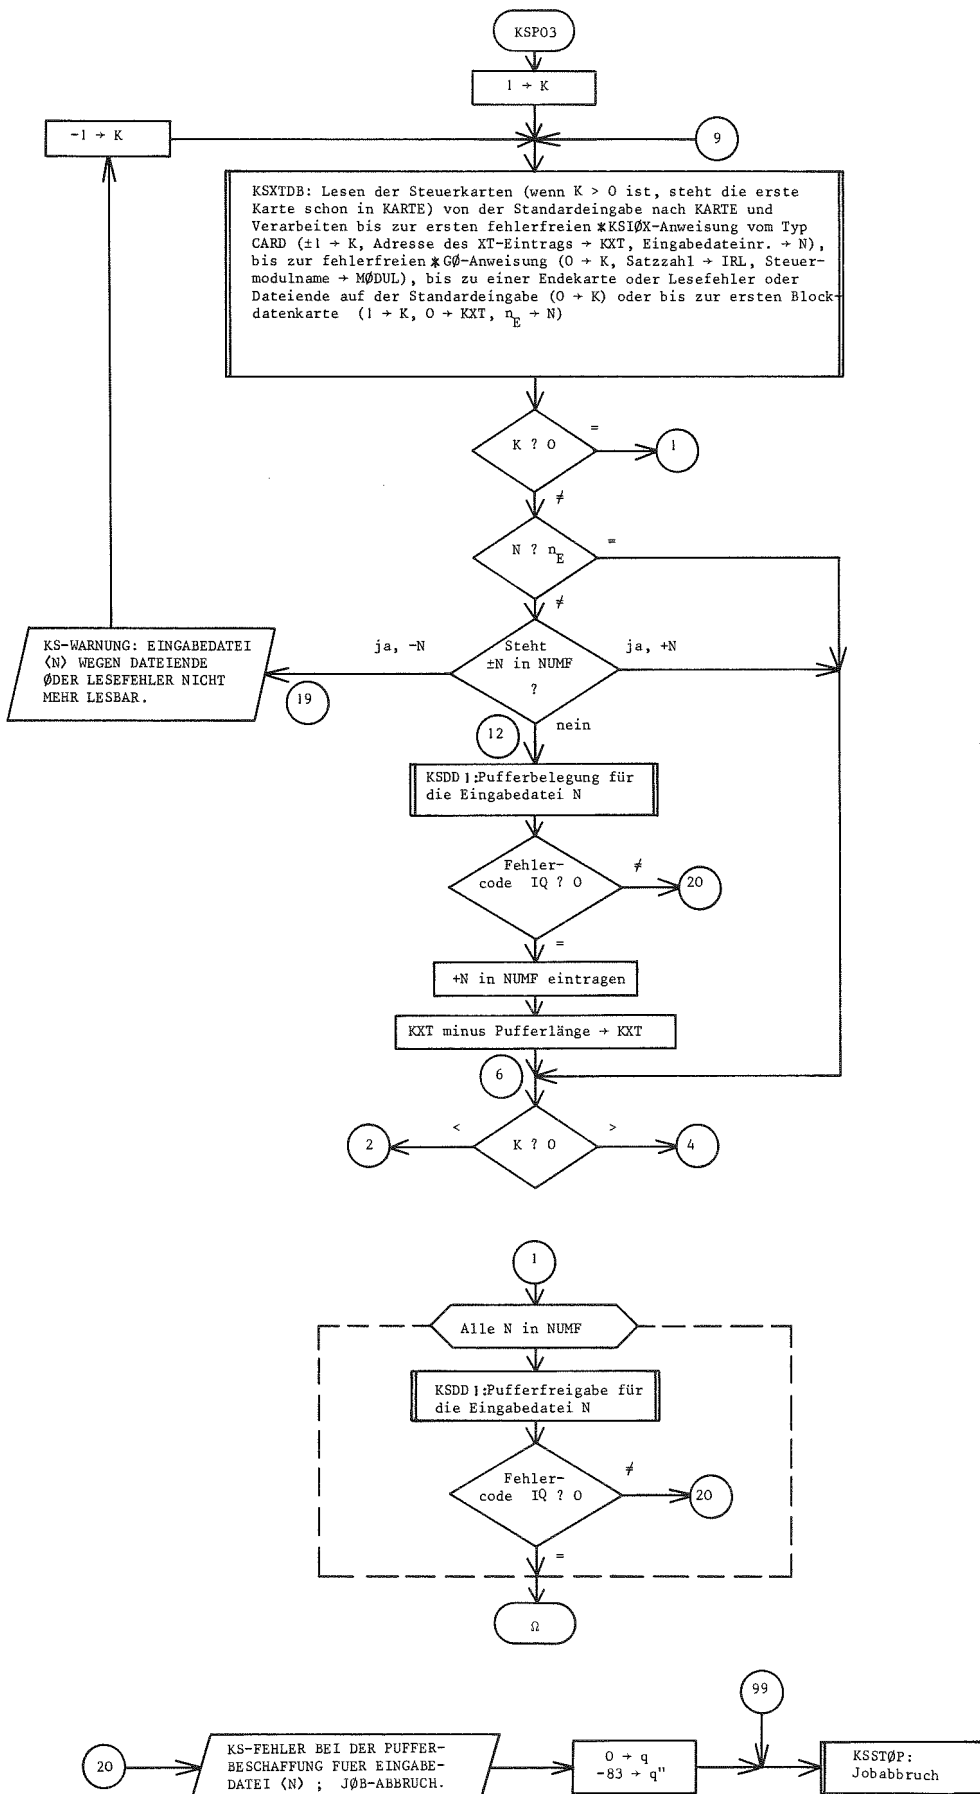 KSP03
1 → K
-1 → K
9
KSXTDB: Lesen der Steuerkarten (wenn K > 0 ist, steht die erste
Karte schon in KARTE) von der Standardeingabe nach KARTE und
Verarbeiten bis zur ersten fehlerfreien *KSIØX-Anweisung vom Typ
CARD (±1 → K, Adresse des XT-Eintrags → KXT, Eingabedateinr. → N),
bis zur fehlerfreien *GØ-Anweisung (0 → K, Satzzahl → IRL, Steuer-
modulname → MØDUL), bis zu einer Endekarte oder Lesefehler oder
Dateiende auf der Standardeingabe (0 → K) oder bis zur ersten Block-
datenkarte (1 → K, 0 → KXT, n_E → N)
K ? 0
=
1
≠
N ? n_E
=
≠
KS-WARNUNG: EINGABEDATEI
⟨N⟩ WEGEN DATEIENDE
ØDER LESEFEHLER NICHT
MEHR LESBAR.
ja, -N
Steht
±N in NUMF
?
ja, +N
19
12
nein
KSDD1:Pufferbelegung für
die Eingabedatei N
Fehler-
code IQ ? 0
≠
20
=
+N in NUMF eintragen
KXT minus Pufferlänge → KXT
6
2
<
K ? 0
>
4
1
Alle N in NUMF
KSDD1:Pufferfreigabe für
die Eingabedatei N
Fehler-
code IQ ? 0
≠
20
=
Ω
99
20
KS-FEHLER BEI DER PUFFER-
BESCHAFFUNG FUER EINGABE-
DATEI ⟨N⟩ ; JØB-ABBRUCH.
0 → q
-83 → q"
KSSTØP:
Jobabbruch